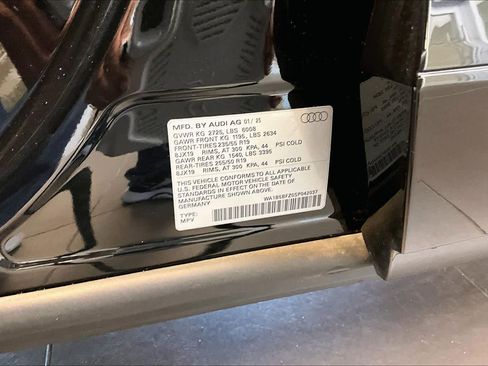 MFD. BY AUDI AG 01/25
GVWR KG 2725, LBS 6008
GAWR FRONT KG 1195, LBS 2634
FRONT-TIRES 235/55 R19
8JX19 RIMS, AT 300 KPA, 44 PSI COLD
GAWR REAR KG 1540, LBS 3395
REAR-TIRES 255/50 R19
8JX19 RIMS, AT 300 KPA, 44 PSI COLD
THIS VEHICLE CONFORMS TO ALL APPLICABLE
U.S. FEDERAL MOTOR VEHICLE SAFETY
STANDARDS IN EFFECT ON THE DATE OF
MANUFACTURE SHOWN ABOVE.
GERMANY
TYPE:
MPV